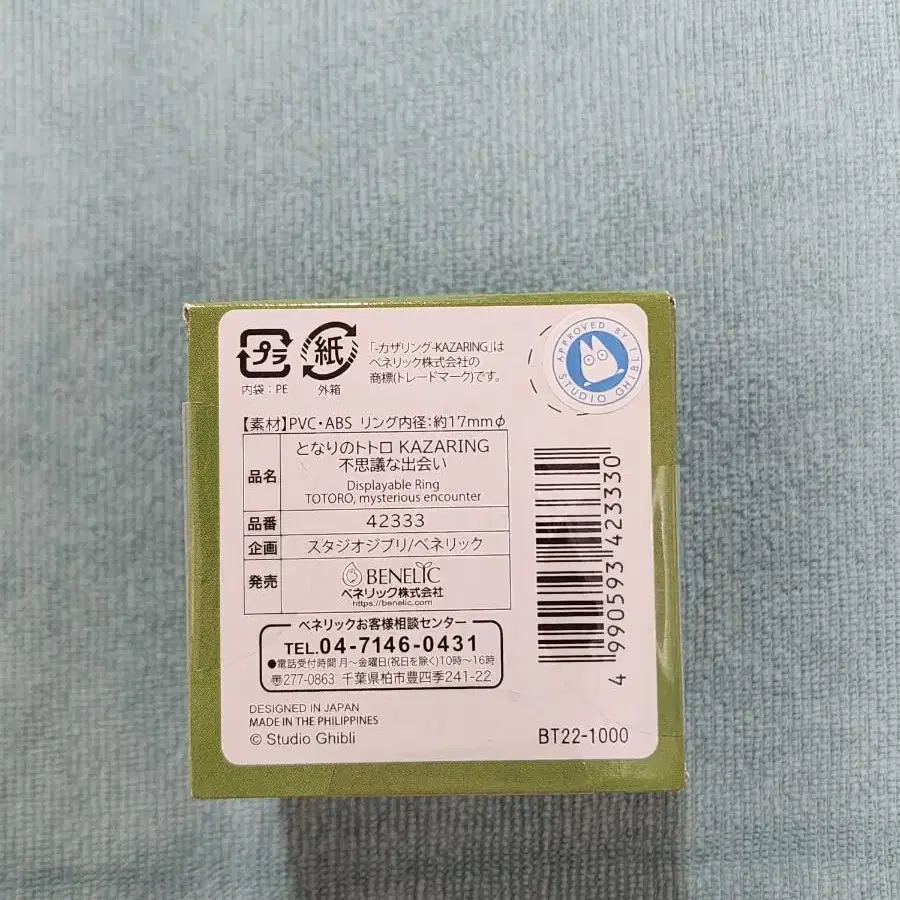 プラ
内袋：PE
紙
外箱
「-カザリング-KAZARING」は
ベネリック株式会社の
商標(トレードマーク)です。
APPROVED BY
STUDIO GHIBLI
【素材】PVC・ABS リング内径：約17mmφ
品名
となりのトトロ KAZARING
不思議な出会い
Displayable Ring
TOTORO, mysterious encounter
品番
42333
企画
スタジオジブリ/ベネリック
発売
BENELIC
ベネリック株式会社
https://benelic.com
ベネリックお客様相談センター
TEL.04-7146-0431
●電話受付時間 月〜金曜日(祝日を除く)10時〜16時
〠277-0863 千葉県柏市豊四季241-22
DESIGNED IN JAPAN
MADE IN THE PHILIPPINES
© Studio Ghibli
4 990593 423330
BT22-1000